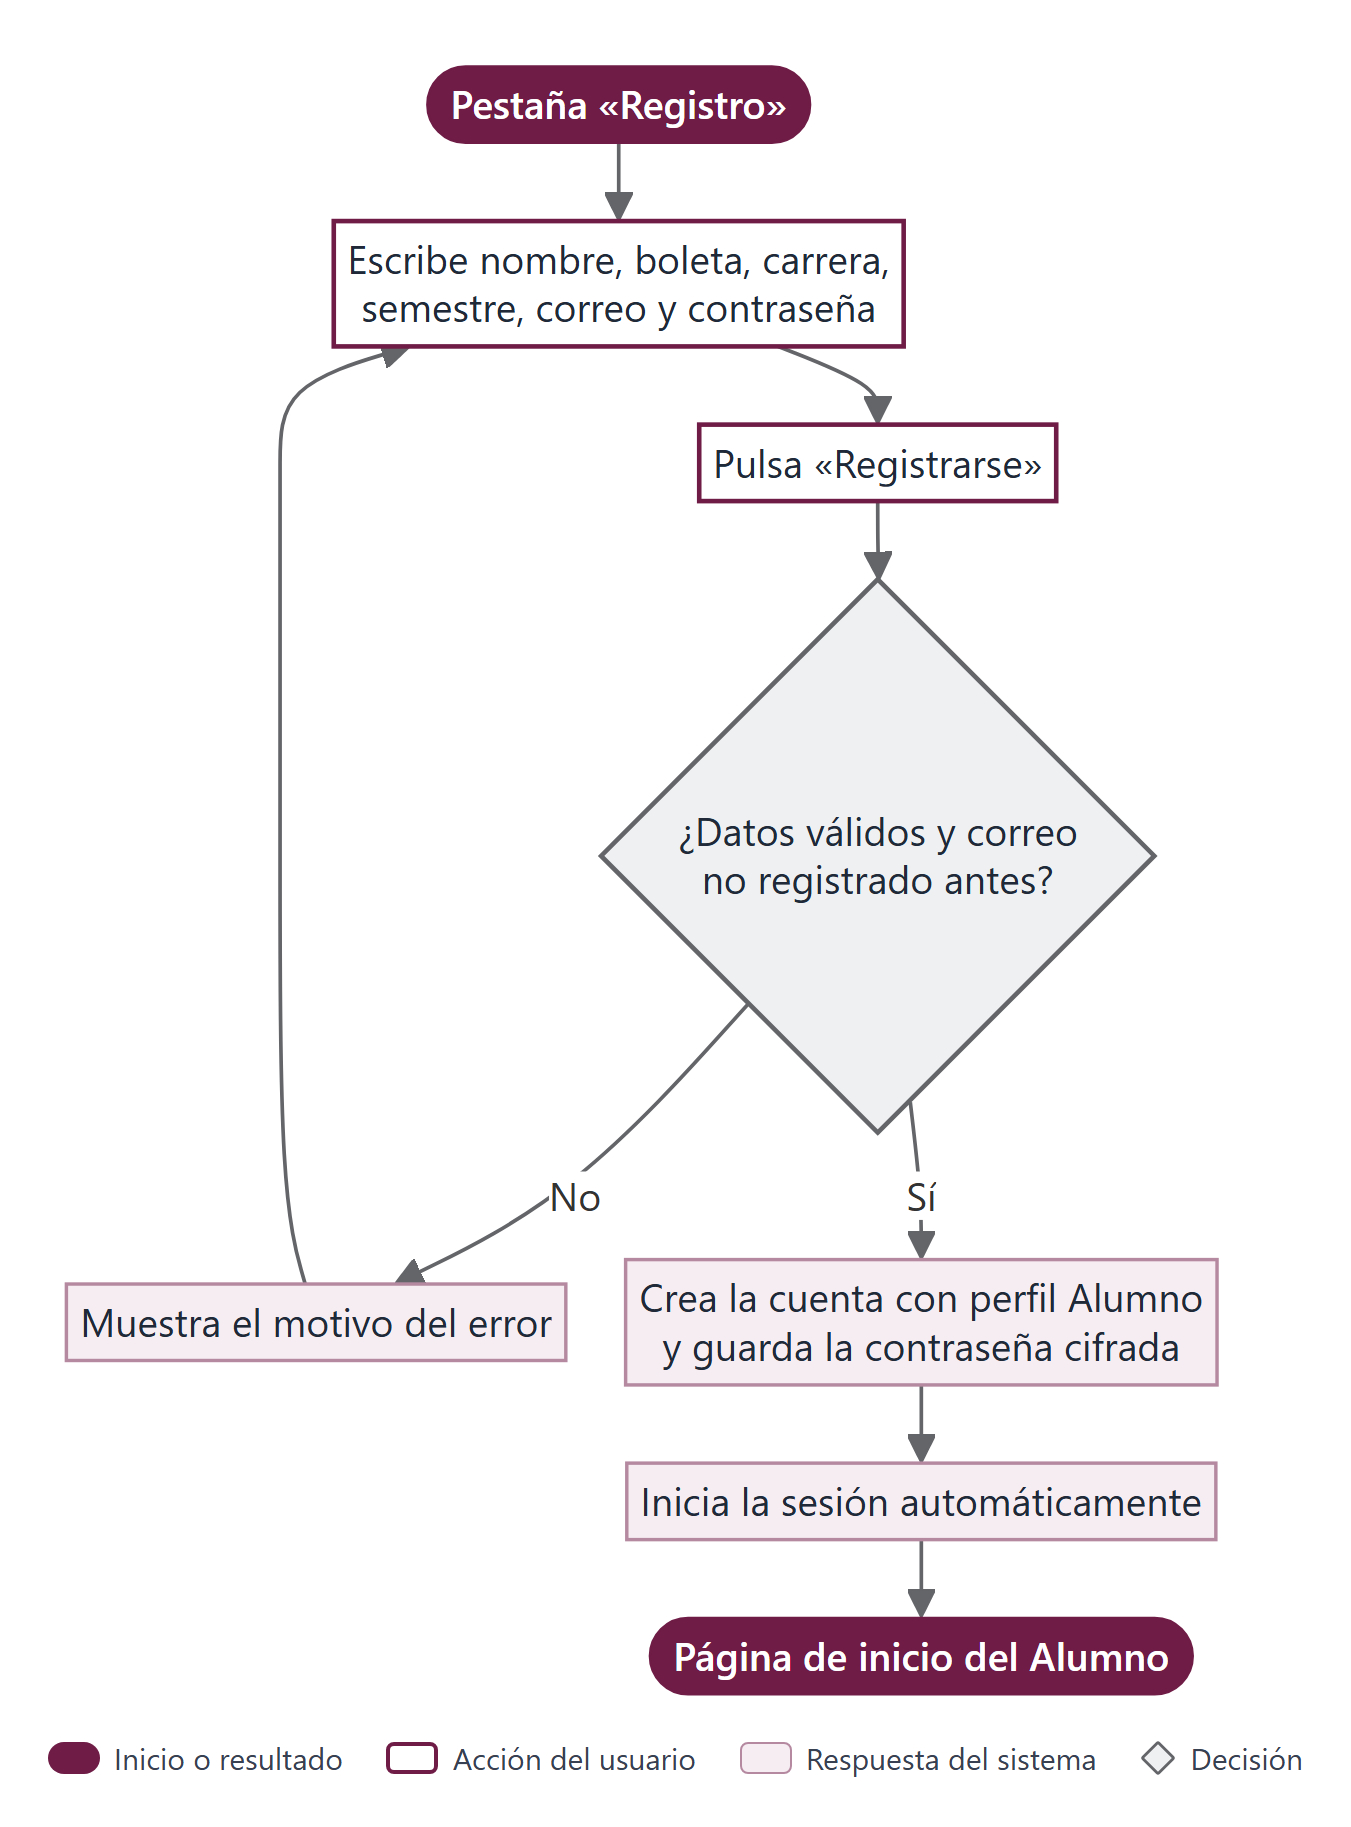 Pestaña «Registro»
Escribe nombre, boleta, carrera,
semestre, correo y contraseña
Pulsa «Registrarse»
¿Datos válidos y correo
no registrado antes?
No
Sí
Muestra el motivo del error
Crea la cuenta con perfil Alumno
y guarda la contraseña cifrada
Inicia la sesión automáticamente
Página de inicio del Alumno
Inicio o resultado
Acción del usuario
Respuesta del sistema
Decisión